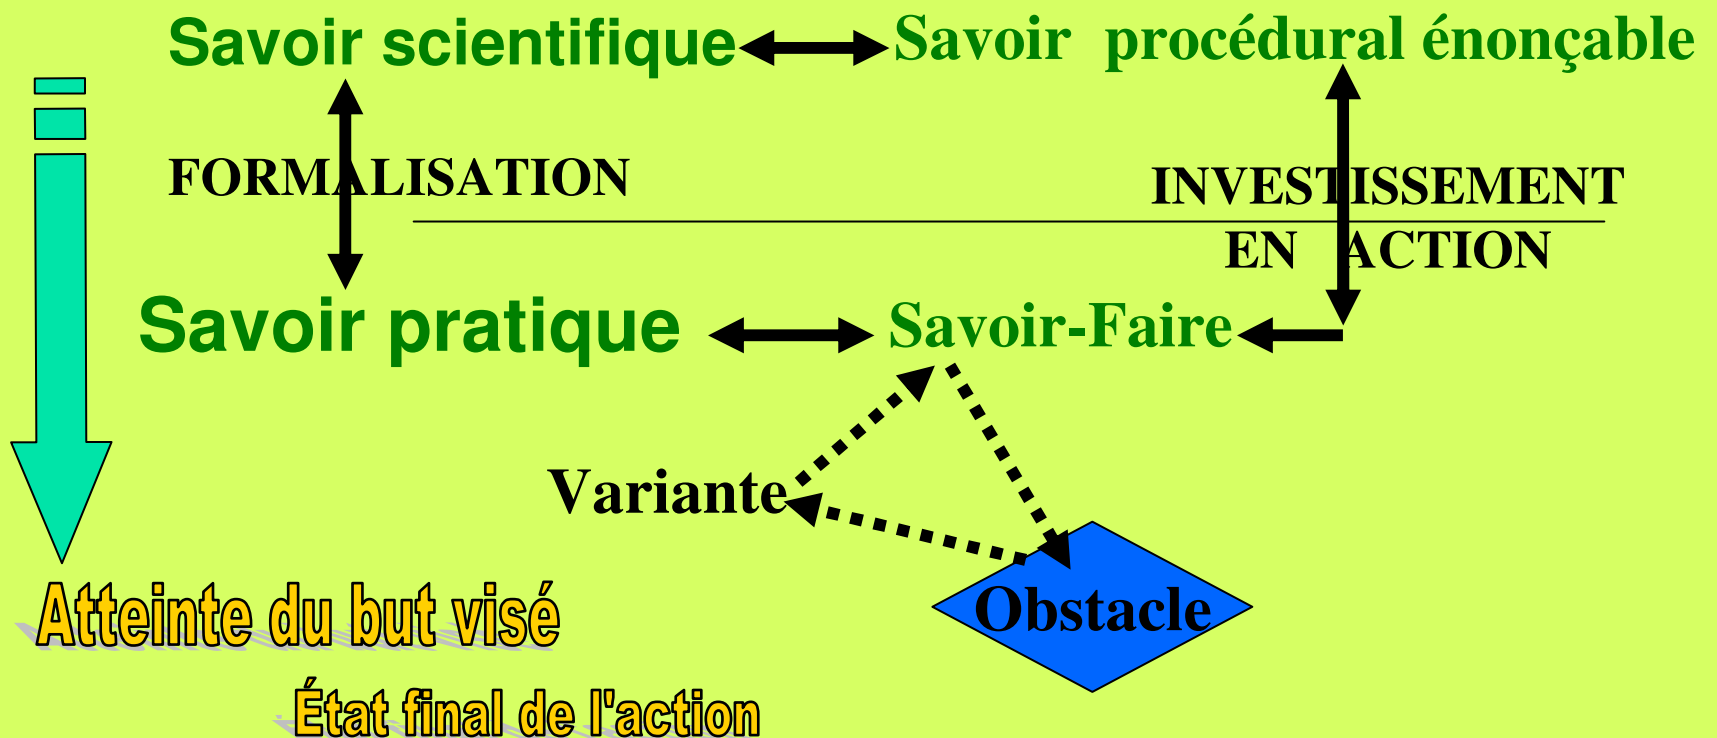 Savoir scientifique Savoir procédural énonçable
FORMALISATION INVESTISSEMENT
EN ACTION
Savoir pratique Savoir-Faire
Variante
Obstacle
Atteinte du but visé
État final de l'action